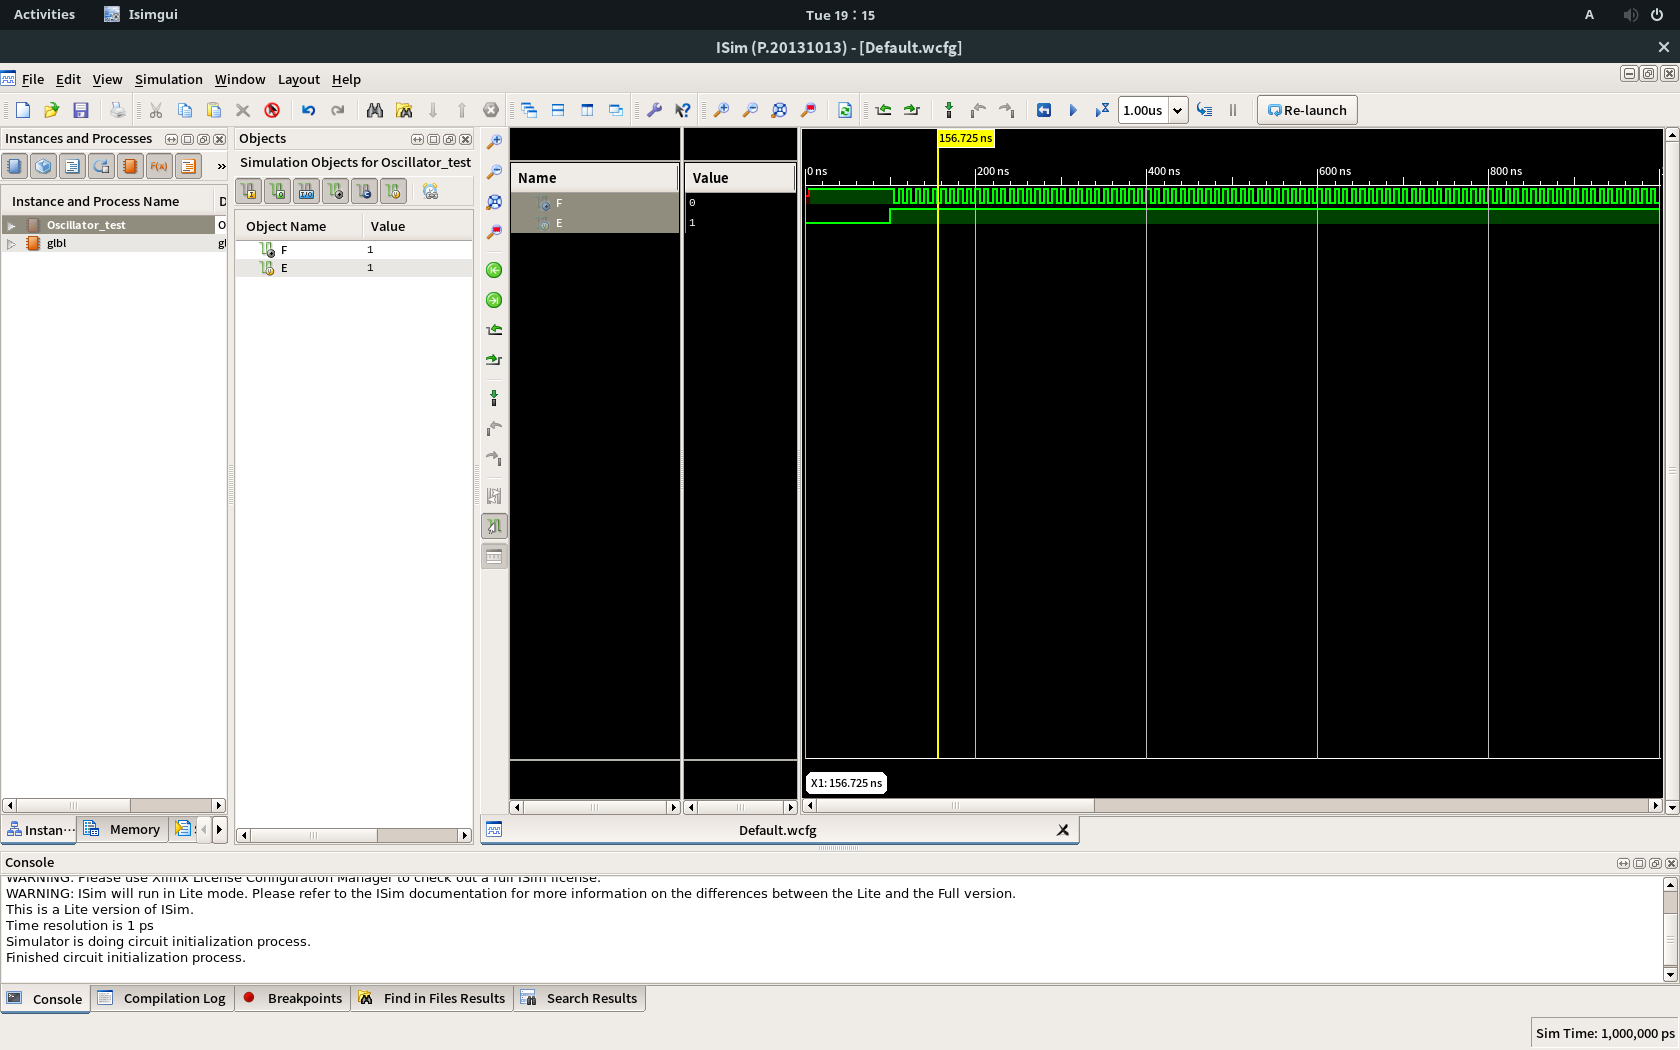 Activities
Isimgui
Tue 19 : 15
A
ISim (P.20131013) - [Default.wcfg]
File Edit View Simulation Window Layout Help
1.00us
Re-launch
Instances and Processes
Objects
Simulation Objects for Oscillator_test
f(x)
»
Instance and Process Name
D
Oscillator_test
O
glbl
gl
Object Name Value
F 1
E 1
Name
Value
F 0
E 1
156.725 ns
0 ns 200 ns 400 ns 600 ns 800 ns
X1: 156.725 ns
Instan···
Memory
Default.wcfg
Console
WARNING: Please use Xilinx License Configuration Manager to check out a full ISim license.
WARNING: ISim will run in Lite mode. Please refer to the ISim documentation for more information on the differences between the Lite and the Full version.
This is a Lite version of ISim.
Time resolution is 1 ps
Simulator is doing circuit initialization process.
Finished circuit initialization process.
Console
Compilation Log
Breakpoints
Find in Files Results
Search Results
Sim Time: 1,000,000 ps